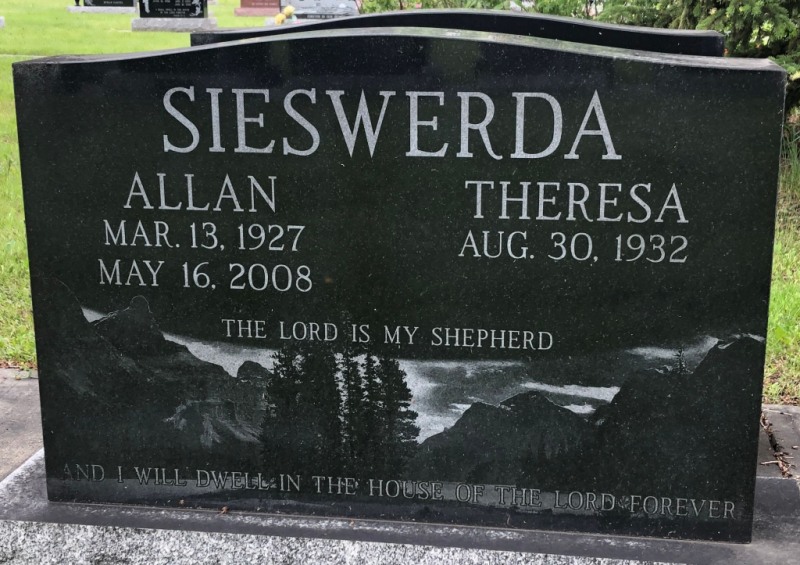 SIESWERDA
ALLAN
MAR. 13, 1927
MAY 16, 2008
THERESA
AUG. 30, 1932
THE LORD IS MY SHEPHERD
AND I WILL DWELL IN THE HOUSE OF THE LORD FOREVER